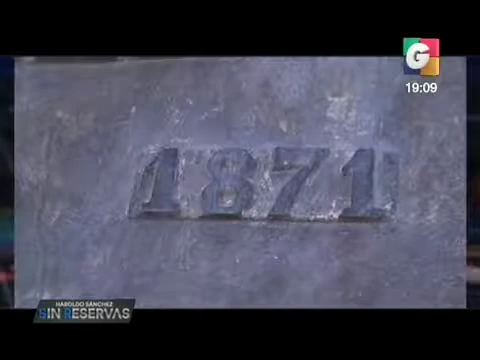 G
19:09
1871
HAROLDO SÁNCHEZ
SIN RESERVAS